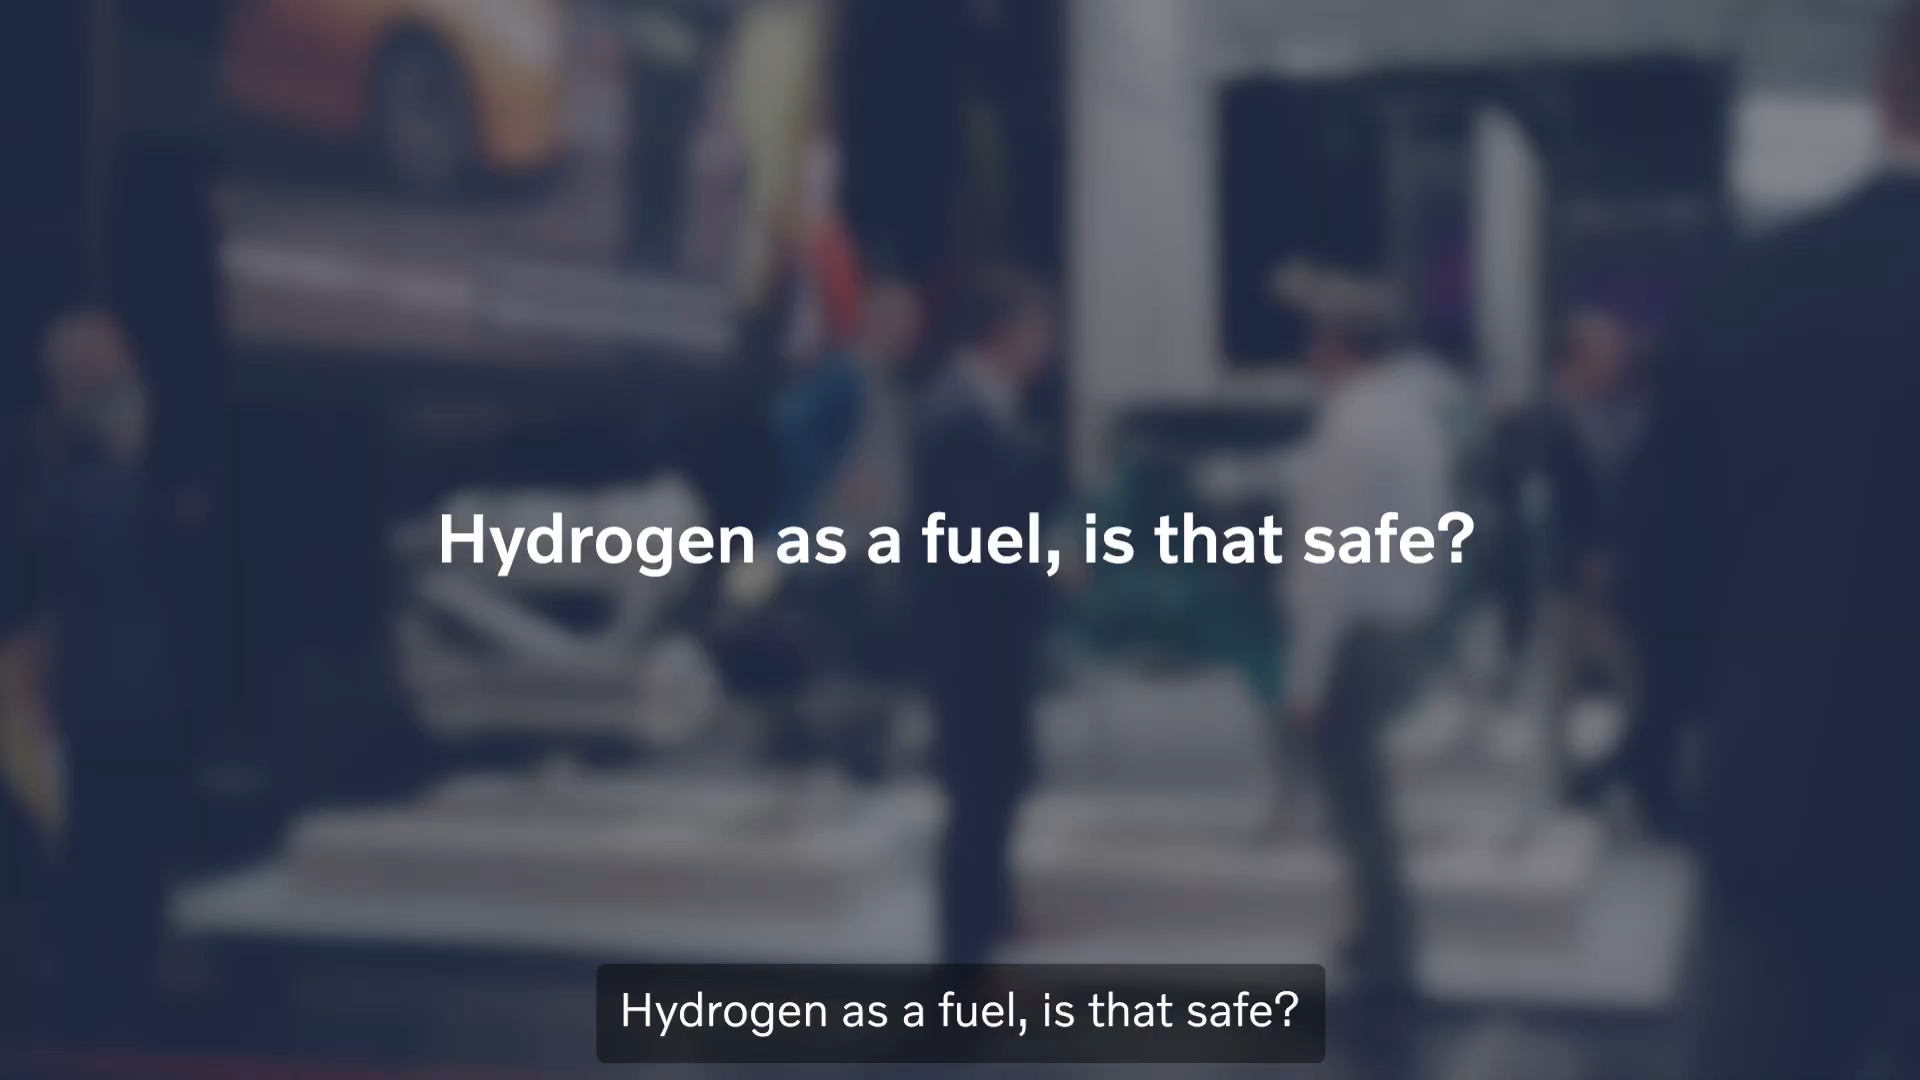 Hydrogen as a fuel, is that safe?
Hydrogen as a fuel, is that safe?